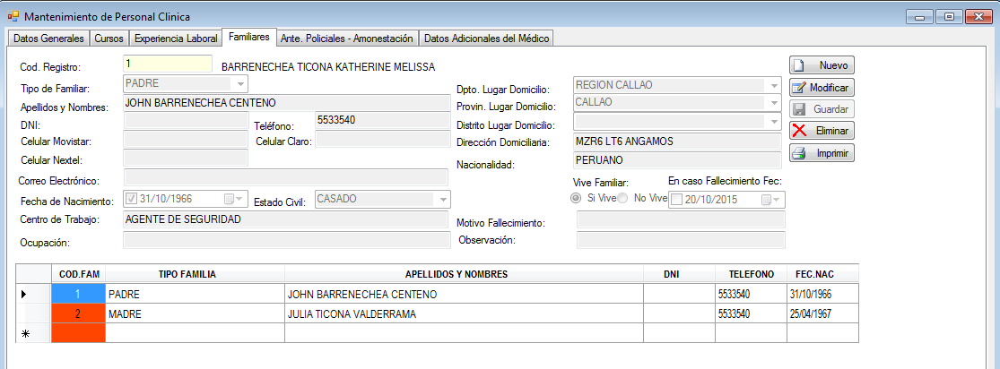 Mantenimiento de Personal Clinica
Datos Generales Cursos Experiencia Laboral Familiares Ante. Policiales - Amonestación Datos Adicionales del Médico
Cod. Registro: 1 BARRENECHEA TICONA KATHERINE MELISSA
Nuevo
Tipo de Familiar: PADRE
Dpto. Lugar Domicilio: REGION CALLAO
Modificar
Apellidos y Nombres: JOHN BARRENECHEA CENTENO
Provin. Lugar Domicilio: CALLAO
Guardar
DNI: Teléfono: 5533540
Distrito Lugar Domicilio:
Eliminar
Celular Movistar: Celular Claro:
Dirección Domiciliaria: MZR6 LT6 ANGAMOS
Imprimir
Celular Nextel:
Nacionalidad: PERUANO
Correo Electrónico:
Vive Familiar: En caso Fallecimiento Fec:
Fecha de Nacimiento: 31/10/1966 Estado Civil: CASADO
Si Vive No Vive 20/10/2015
Centro de Trabajo: AGENTE DE SEGURIDAD
Motivo Fallecimiento:
Ocupación:
Observación:
COD.FAM TIPO FAMILIA APELLIDOS Y NOMBRES DNI TELEFONO FEC.NAC
1 PADRE JOHN BARRENECHEA CENTENO 5533540 31/10/1966
2 MADRE JULIA TICONA VALDERRAMA 5533540 25/04/1967